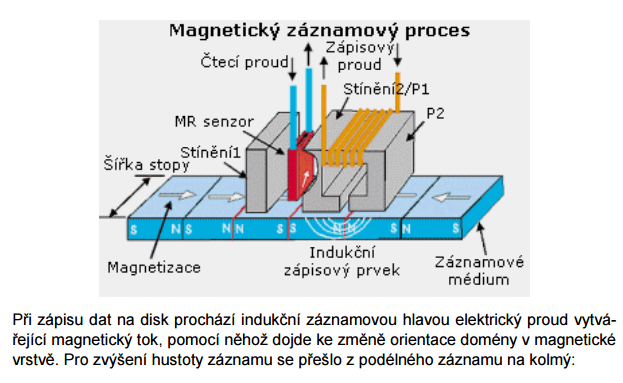 Magnetický záznamový proces
Čtecí proud
Zápisový
proud
Stínění2/P1
P2
MR senzor
Stínění1
Šířka stopy
S N S N N S S N N S N S
Magnetizace
Indukční
zápisový prvek
Záznamové
médium
Při zápisu dat na disk prochází indukční záznamovou hlavou elektrický proud vytvá-
řející magnetický tok, pomocí něhož dojde ke změně orientace domény v magnetické
vrstvě. Pro zvýšení hustoty záznamu se přešlo z podélného záznamu na kolmý: